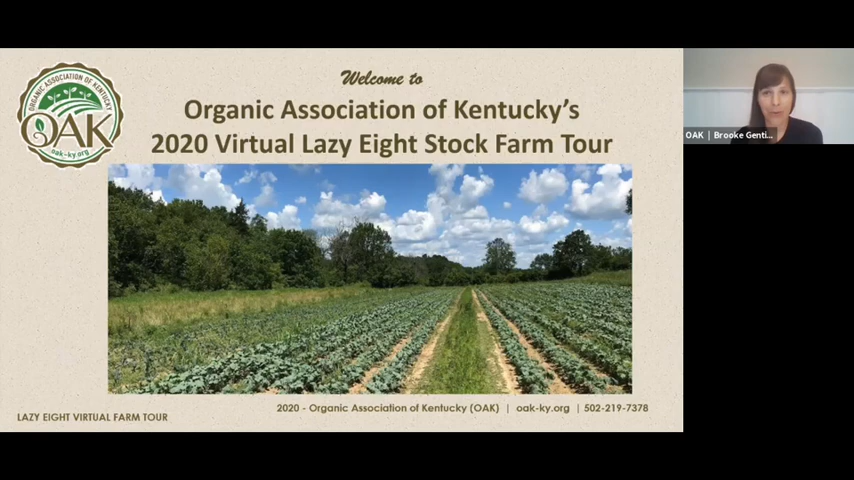 ORGANIC ASSOCIATION OF KENTUCKY
OAK
oak-ky.org
Welcome to
Organic Association of Kentucky's
2020 Virtual Lazy Eight Stock Farm Tour
OAK | Brooke Genti...
2020 - Organic Association of Kentucky (OAK) | oak-ky.org | 502-219-7378
LAZY EIGHT VIRTUAL FARM TOUR